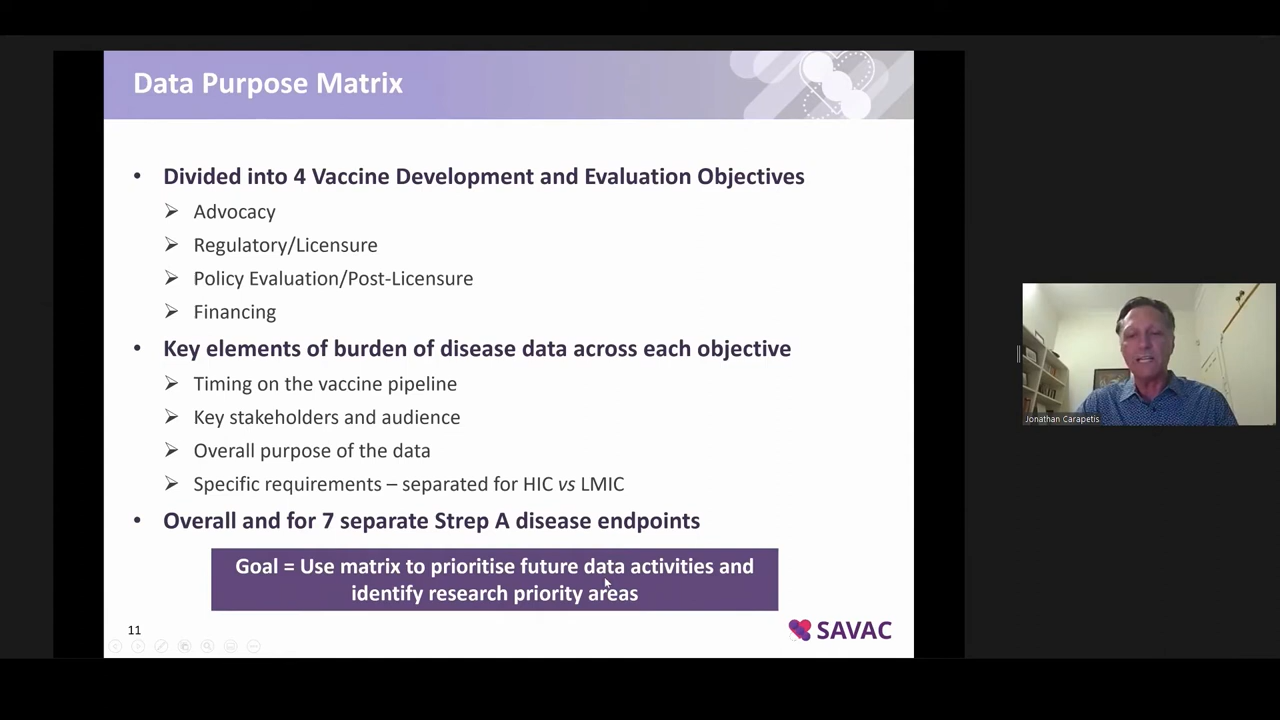 Data Purpose Matrix
• Divided into 4 Vaccine Development and Evaluation Objectives
➢ Advocacy
➢ Regulatory/Licensure
➢ Policy Evaluation/Post-Licensure
➢ Financing
• Key elements of burden of disease data across each objective
➢ Timing on the vaccine pipeline
➢ Key stakeholders and audience
➢ Overall purpose of the data
➢ Specific requirements – separated for HIC vs LMIC
• Overall and for 7 separate Strep A disease endpoints
Goal = Use matrix to prioritise future data activities and
identify research priority areas
11
SAVAC
Jonathan Carapetis